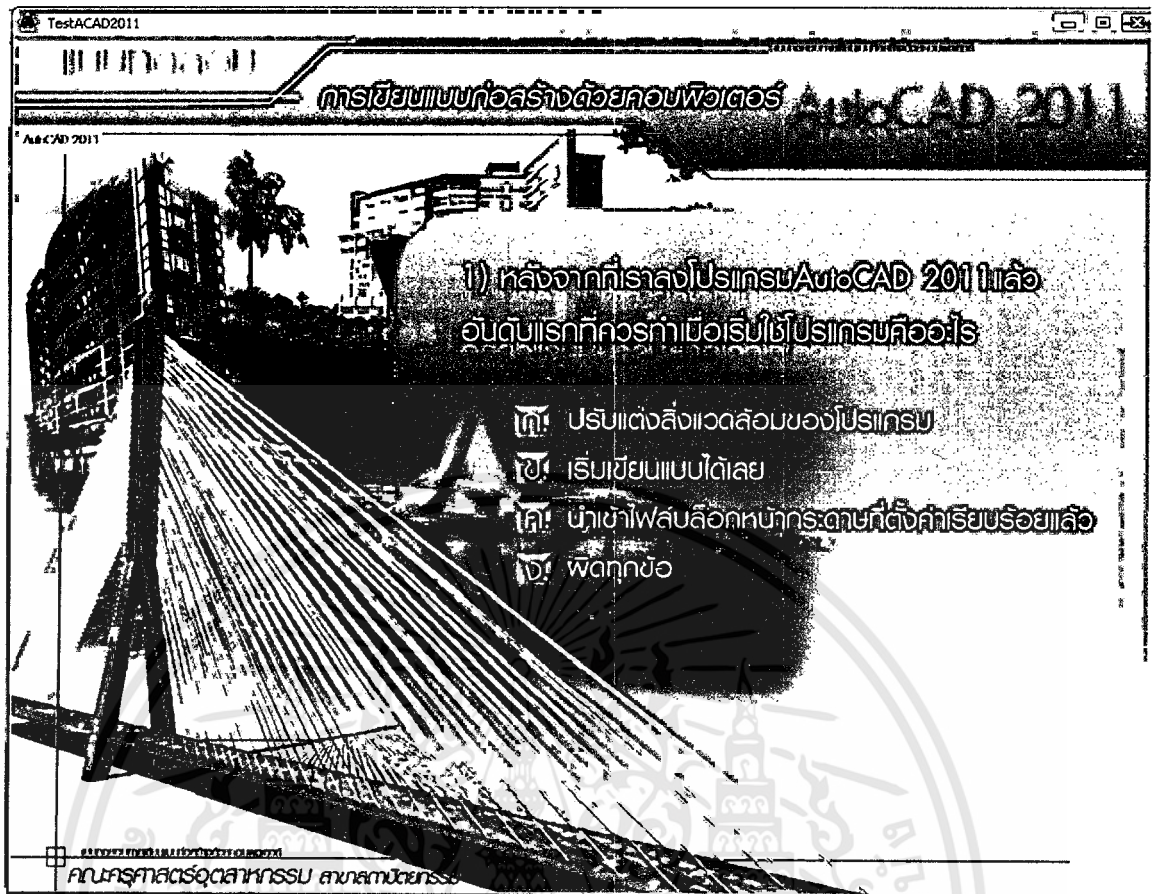 TestACAD2011
แบบทดสอบ
การเขียนแบบก่อสร้างด้วยคอมพิวเตอร์ AutoCAD 2011
AutoCAD 2011
1) หลังจากที่เราลงโปรแกรมAutoCAD 2011แล้ว
อันดับแรกที่ควรทำเมื่อเริ่มใช้โปรแกรมคืออะไร
ก. ปรับแต่งสิ่งแวดล้อมของโปรแกรม
ข. เริ่มเขียนแบบได้เลย
ค. นำเข้าไฟล์บล็อกหน้ากระดาษที่ตั้งค่าเรียบร้อยแล้ว
ง. ผิดทุกข้อ
คณะครุศาสตร์อุตสาหกรรม สาขาสถาปัตยกรรม